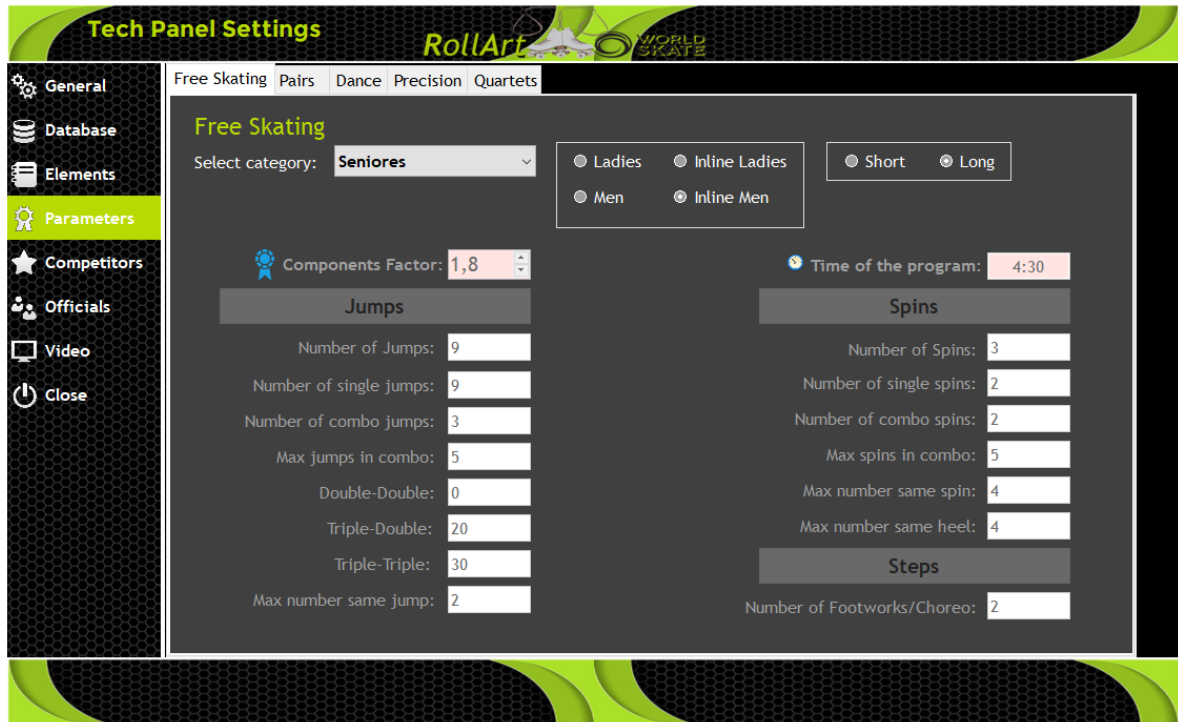 Tech Panel Settings
RollArt WORLD SKATE
General
Database
Elements
Parameters
Competitors
Officials
Video
Close
Free Skating Pairs Dance Precision Quartets
Free Skating
Select category: Seniores
Ladies Inline Ladies
Men Inline Men
Short Long
Components Factor: 1,8
Time of the program: 4:30
Jumps
Number of Jumps: 9
Number of single jumps: 9
Number of combo jumps: 3
Max jumps in combo: 5
Double-Double: 0
Triple-Double: 20
Triple-Triple: 30
Max number same jump: 2
Spins
Number of Spins: 3
Number of single spins: 2
Number of combo spins: 2
Max spins in combo: 5
Max number same spin: 4
Max number same heel: 4
Steps
Number of Footworks/Choreo: 2